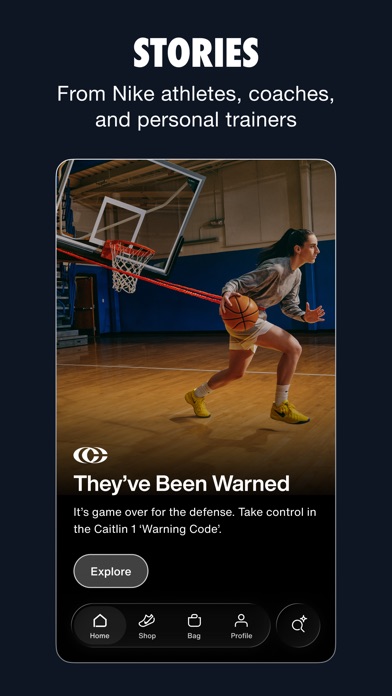 STORIES
From Nike athletes, coaches,
and personal trainers
They’ve Been Warned
It’s game over for the defense. Take control in
the Caitlin 1 ‘Warning Code’.
Explore
Home Shop Bag Profile